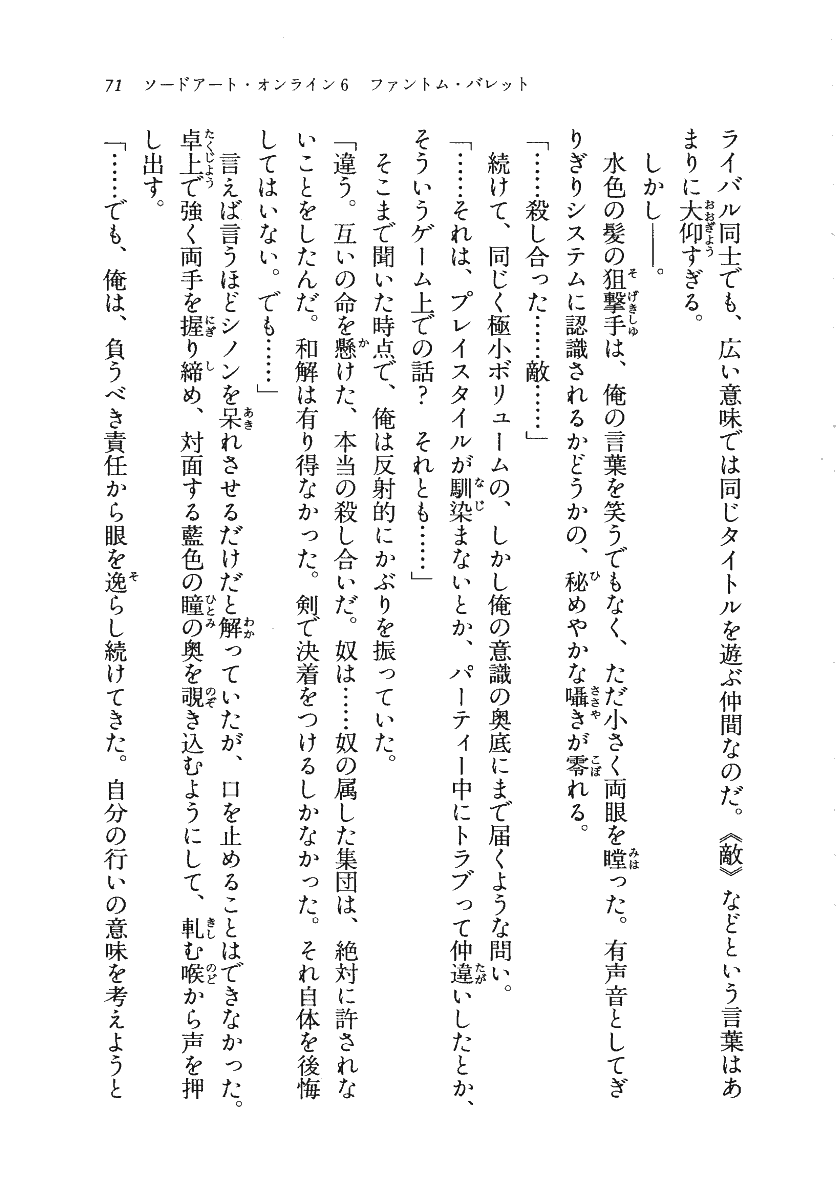 71　ソードアート・オンライン6　ファントム・バレット
ライバル同士でも、広い意味では同じタイトルを遊ぶ仲間なのだ。《敵》などという言葉はあ
まりに大仰すぎる。
しかし――。
水色の髪の狙撃手は、俺の言葉を笑うでもなく、ただ小さく両眼を瞠った。有声音としてぎ
りぎりシステムに認識されるかどうかの、秘めやかな囁きが零れる。
「……殺し合った……敵……」
続けて、同じく極小ボリュームの、しかし俺の意識の奥底にまで届くような問い。
「……それは、プレイスタイルが馴染まないとか、パーティー中にトラブって仲違いしたとか、
そういうゲーム上での話？　それとも……」
そこまで聞いた時点で、俺は反射的にかぶりを振っていた。
「違う。互いの命を懸けた、本当の殺し合いだ。奴は……奴の属した集団は、絶対に許されな
いことをしたんだ。和解は有り得なかった。剣で決着をつけるしかなかった。それ自体を後悔
してはいない。でも……」
言えば言うほどシノンを呆れさせるだけだと解っていたが、口を止めることはできなかった。
卓上で強く両手を握り締め、対面する藍色の瞳の奥を覗き込むようにして、軋む喉から声を押
し出す。
「……でも、俺は、負うべき責任から眼を逸らし続けてきた。自分の行いの意味を考えようと